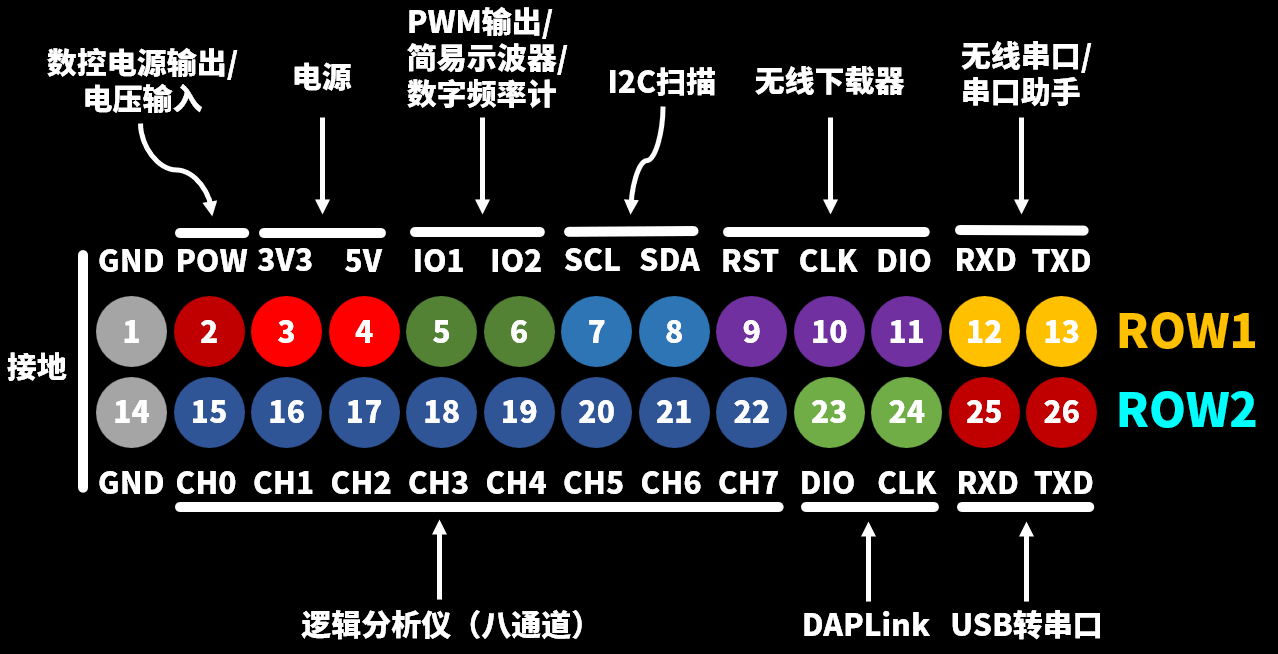 数控电源输出/
电压输入
电源
PWM输出/
简易示波器/
数字频率计
I2C扫描
无线下载器
无线串口/
串口助手
GND POW 3V3 5V IO1 IO2 SCL SDA RST CLK DIO RXD TXD
1 2 3 4 5 6 7 8 9 10 11 12 13 ROW1
接地
14 15 16 17 18 19 20 21 22 23 24 25 26 ROW2
GND CH0 CH1 CH2 CH3 CH4 CH5 CH6 CH7 DIO CLK RXD TXD
逻辑分析仪（八通道） DAPLink USB转串口